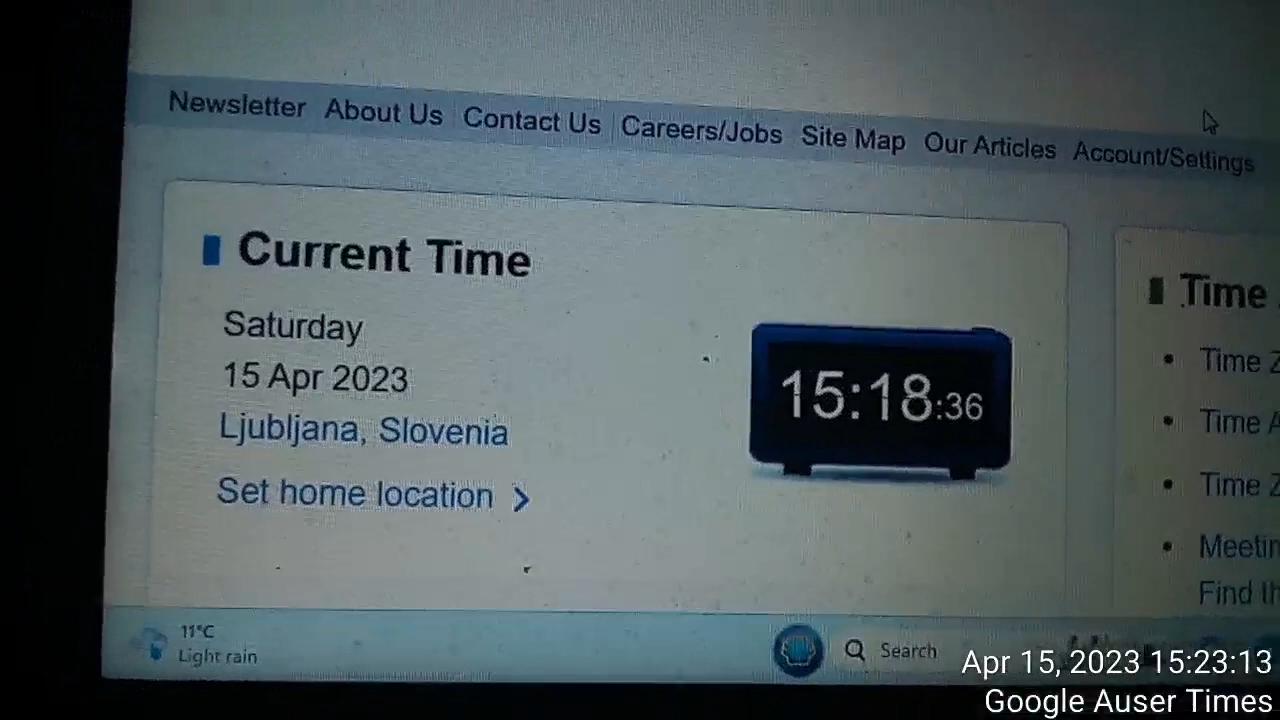 Newsletter About Us Contact Us Careers/Jobs Site Map Our Articles Account/Settings
Current Time
Saturday
15 Apr 2023
Ljubljana, Slovenia
Set home location
15:18:36
Time
Time
Time
Time
Find
11°C
Light rain
Search
Apr 15, 2023 15:23:13
Google Auser Times